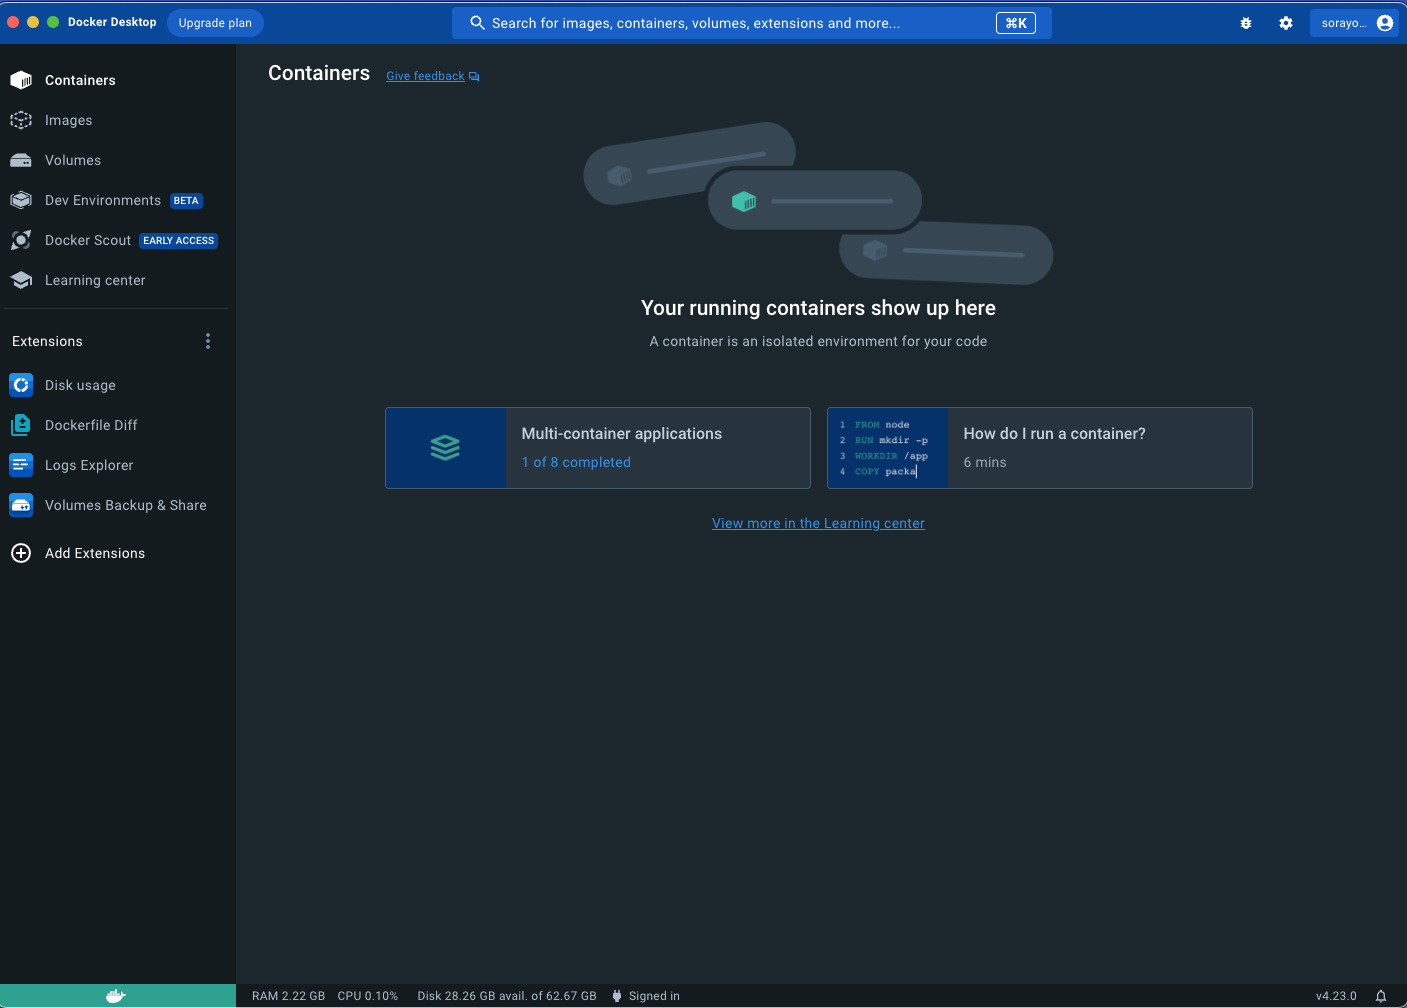 Docker Desktop
Upgrade plan
Search for images, containers, volumes, extensions and more...
⌘K
sorayo...
Containers
Images
Volumes
Dev Environments BETA
Docker Scout EARLY ACCESS
Learning center
Extensions
Disk usage
Dockerfile Diff
Logs Explorer
Volumes Backup & Share
Add Extensions
Containers
Give feedback
Your running containers show up here
A container is an isolated environment for your code
Multi-container applications
1 of 8 completed
1 FROM node
2 RUN mkdir -p
3 WORKDIR /app
4 COPY packa
How do I run a container?
6 mins
View more in the Learning center
RAM 2.22 GB CPU 0.10% Disk 28.26 GB avail. of 62.67 GB Signed in
v4.23.0